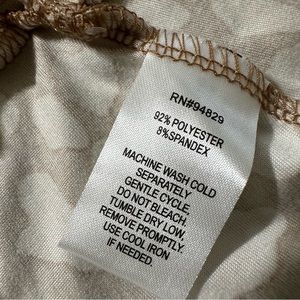 RN#94829
92% POLYESTER
8%SPANDEX
MACHINE WASH COLD
SEPARATELY
GENTLE CYCLE,
DO NOT BLEACH,
TUMBLE DRY LOW.
REMOVE PROMPTLY.
USE COOL IRON
IF NEEDED.